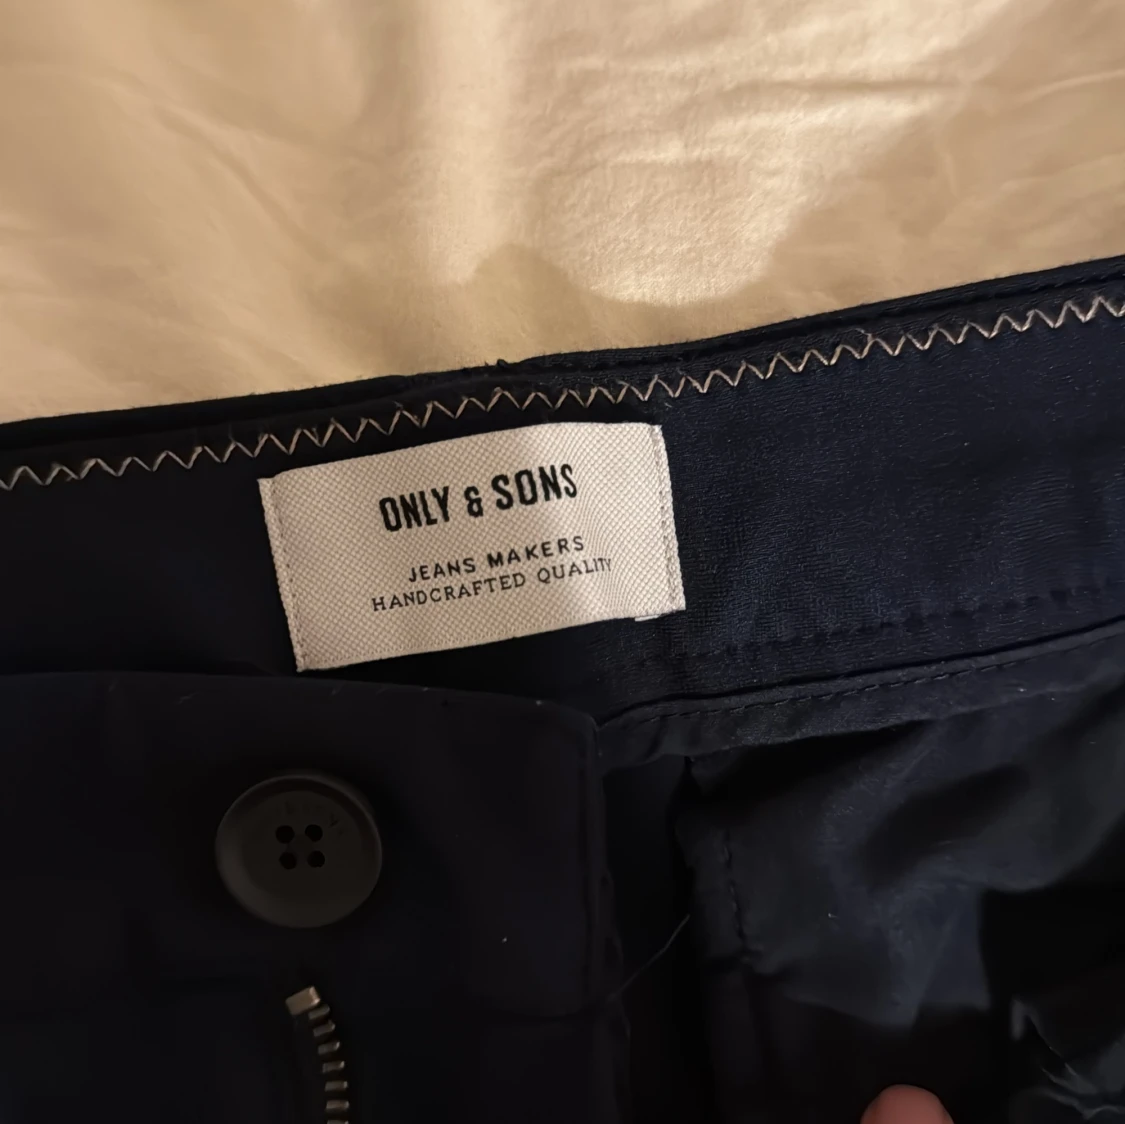 ONLY & SONS
JEANS MAKERS
HANDCRAFTED QUALITY